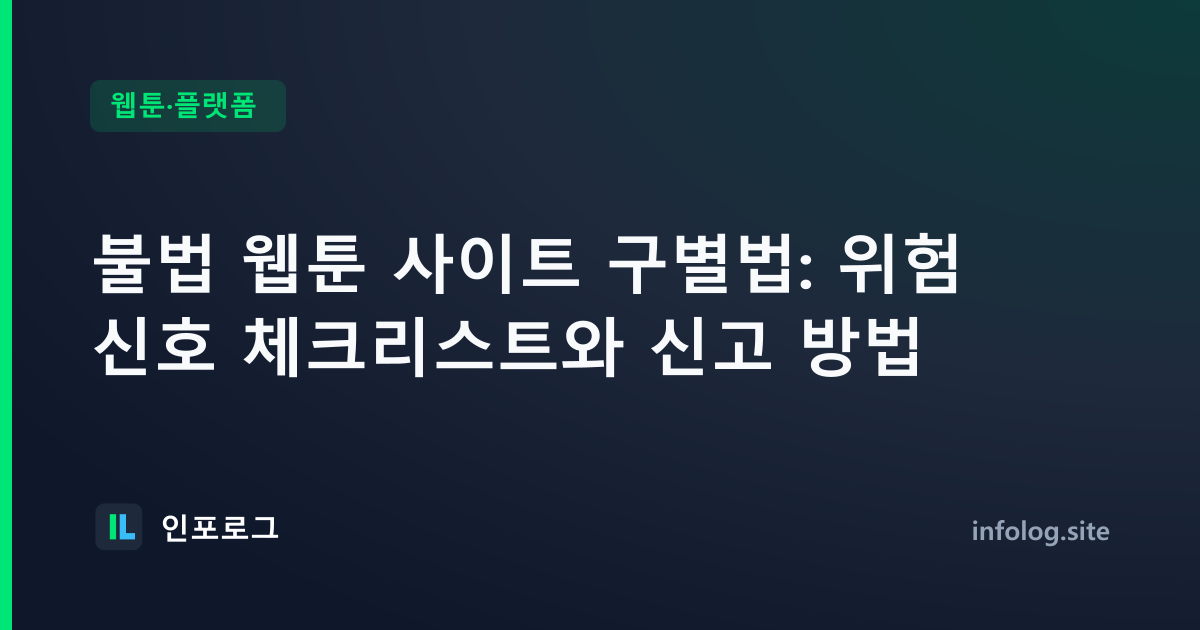 웹툰·플랫폼
불법 웹툰 사이트 구별법: 위험
신호 체크리스트와 신고 방법
IL 인포로그
infolog.site